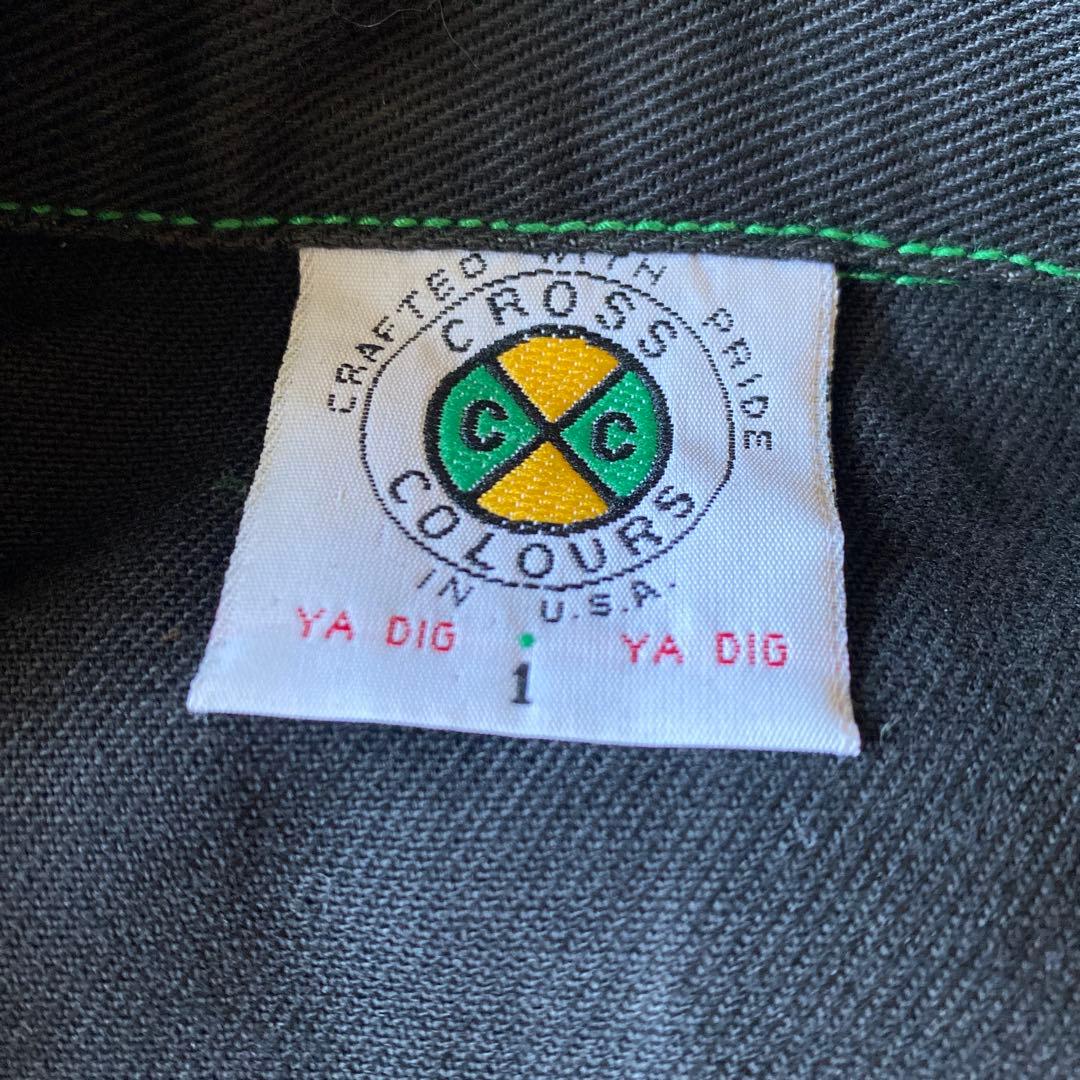 CRAFTED WITH PRIDE
CROSS
C C
COLOURS
IN U.S.A.
YA DIG • YA DIG
1